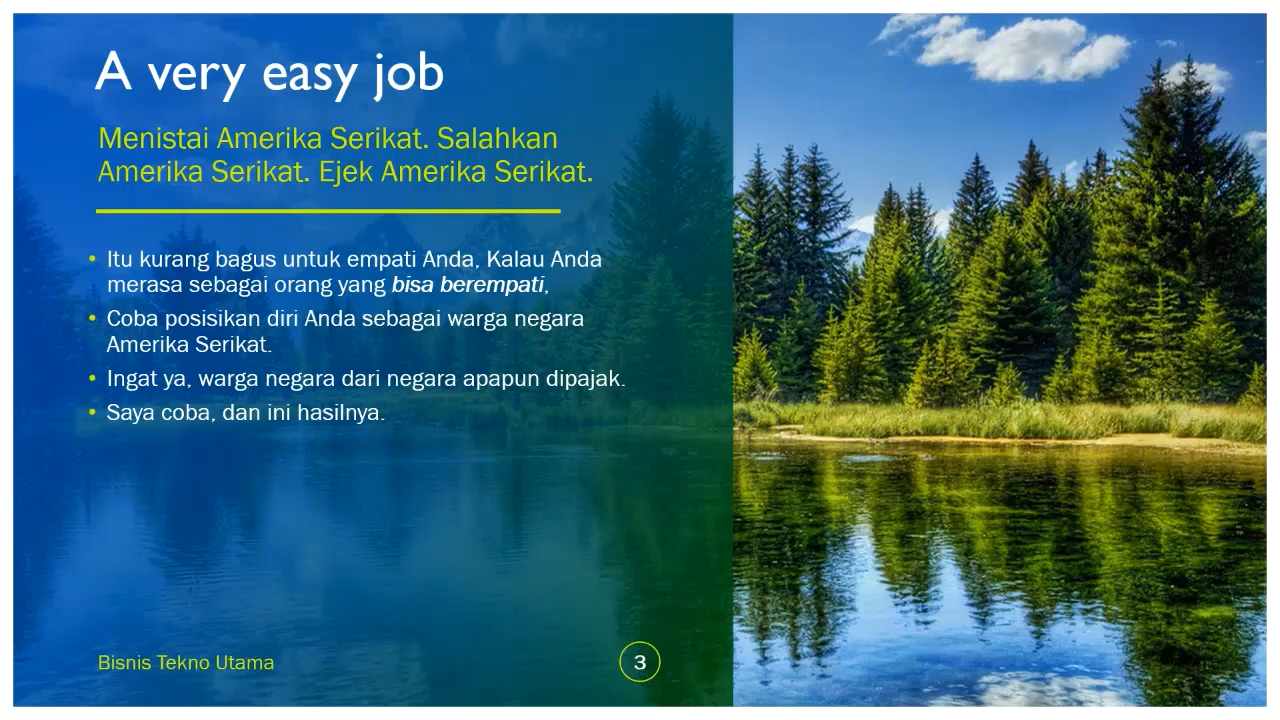 A very easy job
Menistai Amerika Serikat. Salahkan
Amerika Serikat. Ejek Amerika Serikat.
• Itu kurang bagus untuk empati Anda, Kalau Anda
merasa sebagai orang yang bisa berempati,
• Coba posisikan diri Anda sebagai warga negara
Amerika Serikat.
• Ingat ya, warga negara dari negara apapun dipajak.
• Saya coba, dan ini hasilnya.
Bisnis Tekno Utama
3